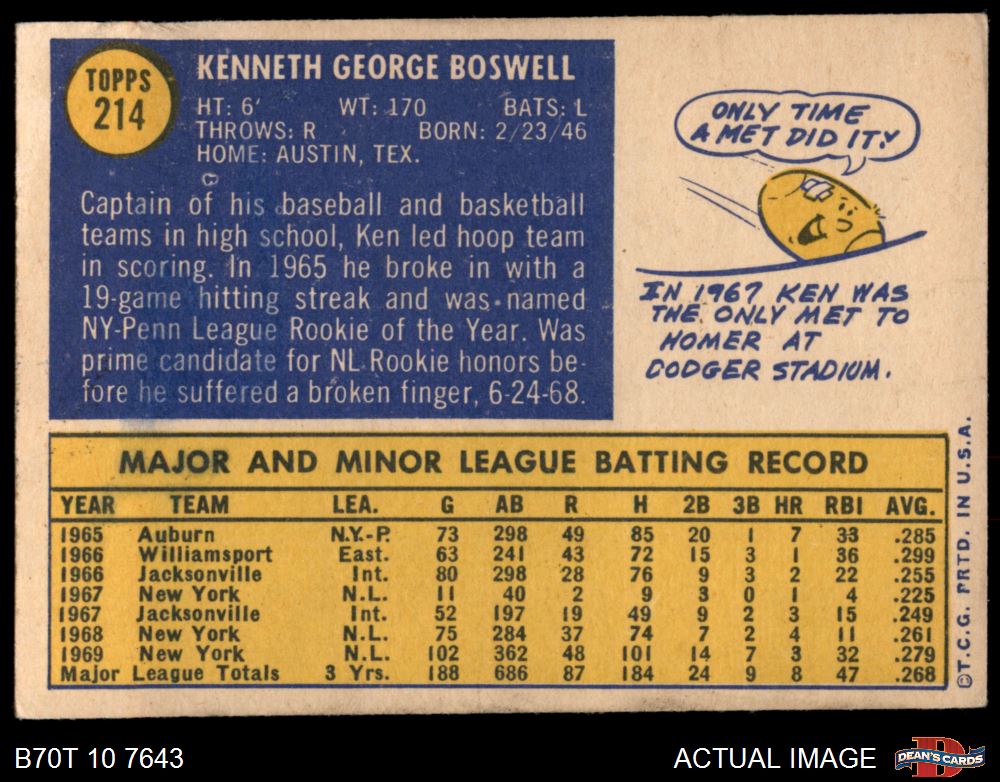 TOPPS
214
KENNETH GEORGE BOSWELL
HT: 6' WT: 170 BATS: L
THROWS: R BORN: 2/23/46
HOME: AUSTIN, TEX.
Captain of his baseball and basketball
teams in high school, Ken led hoop team
in scoring. In 1965 he broke in with a
19-game hitting streak and was named
NY-Penn League Rookie of the Year. Was
prime candidate for NL Rookie honors be-
fore he suffered a broken finger, 6-24-68.
ONLY TIME
A MET DID IT!
IN 1967 KEN WAS
THE ONLY MET TO
HOMER AT
DODGER STADIUM.
MAJOR AND MINOR LEAGUE BATTING RECORD
YEAR TEAM LEA. G AB R H 2B 3B HR RBI AVG.
1965 Auburn N.Y.-P. 73 298 49 85 20 1 7 33 .285
1966 Williamsport East. 63 241 43 72 15 3 1 36 .299
1966 Jacksonville Int. 80 298 28 76 9 3 2 22 .255
1967 New York N.L. 11 40 2 9 3 0 1 4 .225
1967 Jacksonville Int. 52 197 19 49 9 2 3 15 .249
1968 New York N.L. 75 284 37 74 7 2 4 11 .261
1969 New York N.L. 102 362 48 101 14 7 3 32 .279
Major League Totals 3 Yrs. 188 686 87 184 24 9 8 47 .268
©T.C.G. PRTD. IN U.S.A.
B70T 10 7643
ACTUAL IMAGE
D
DEAN'S CARDS